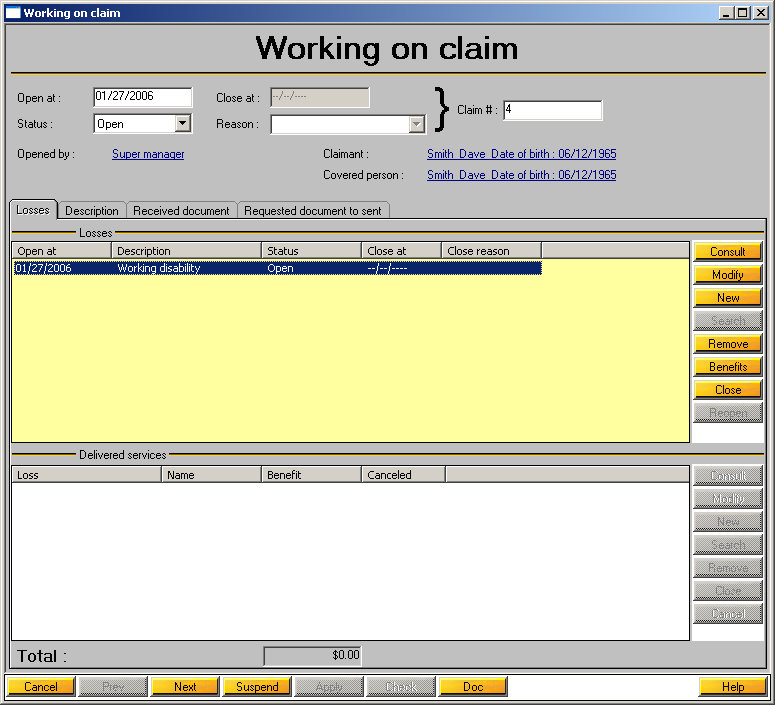 Working on claim
Working on claim
Open at : 01/27/2006 Close at : --/--/---- } Claim # : 4
Status : Open Reason :
Opened by : Super manager Claimant : Smith Dave Date of birth : 06/12/1965
Covered person : Smith Dave Date of birth : 06/12/1965
Losses Description Received document Requested document to sent
Losses
Open at Description Status Close at Close reason
01/27/2006 Working disability Open --/--/----
Consult
Modify
New
Search
Remove
Benefits
Close
Reopen
Delivered services
Loss Name Benefit Canceled
Consult
Modify
New
Search
Remove
Close
Cancel
Total : $0.00
Cancel Prev Next Suspend Apply Check Doc Help